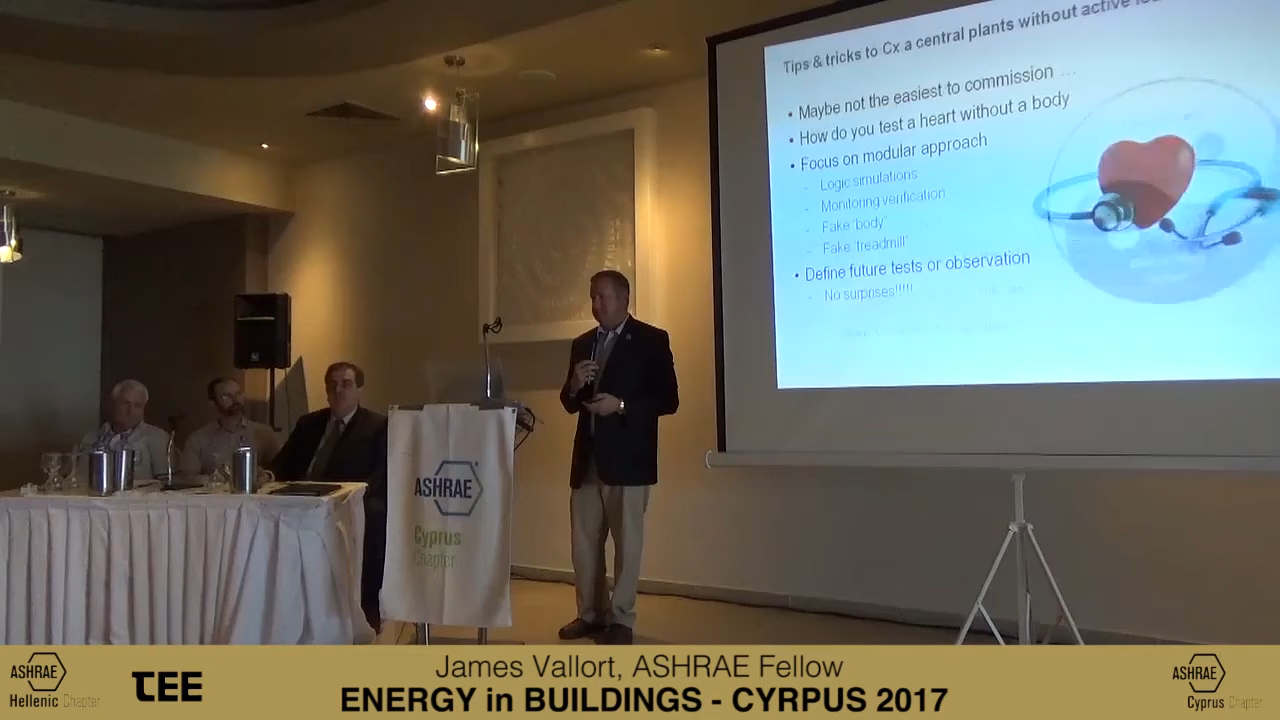 Tips & tricks to Cx a central plants without active
• Maybe not the easiest to commission ...
• How do you test a heart without a body
• Focus on modular approach
- Logic simulations
- Monitoring verification
- Fake 'body'
- Fake 'treadmill'
• Define future tests or observation
- No surprises!!!!!
ASHRAE
Cyprus
Chapter
James Vallort, ASHRAE Fellow
ENERGY in BUILDINGS - CYRPUS 2017
ASHRAE
Hellenic Chapter
TEE
ASHRAE
Cyprus Chapter